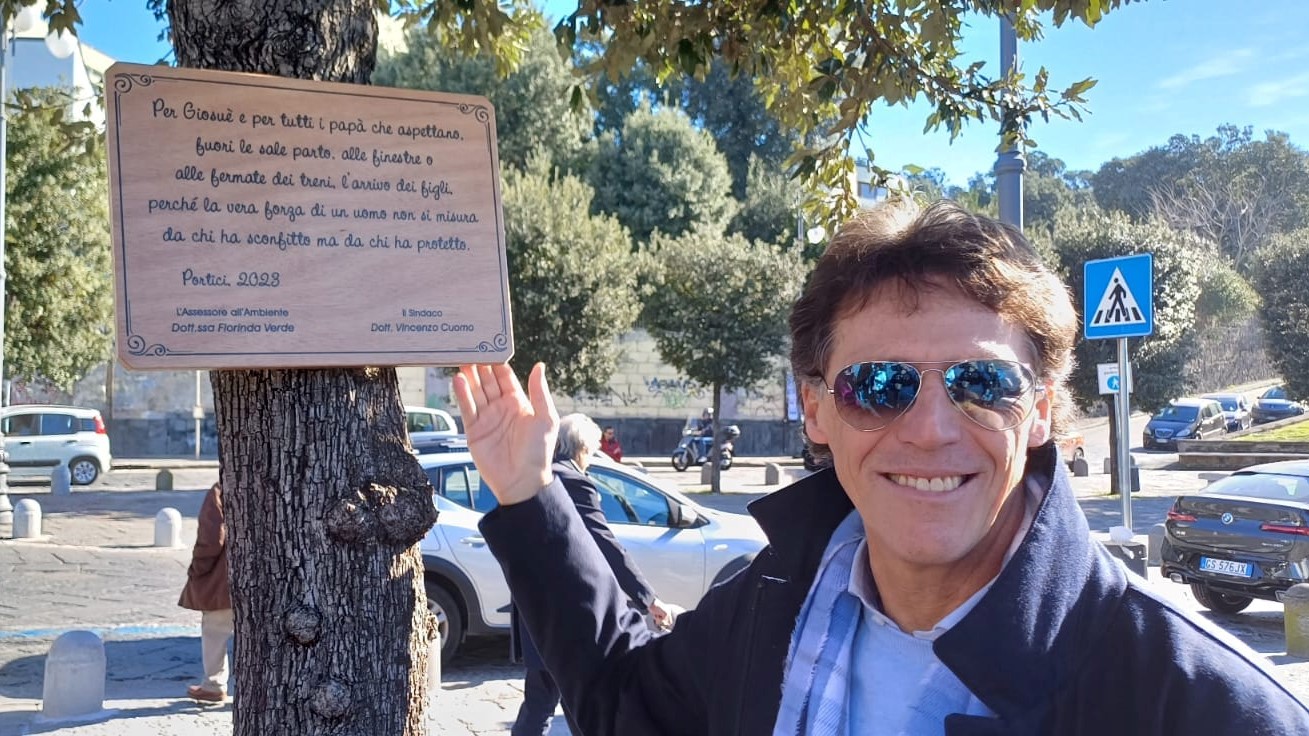 Per Giosuè e per tutti i papà che aspettano,
fuori le sale parto, alle finestre o
alle fermate dei treni, l'arrivo dei figli,
perché la vera forza di un uomo non si misura
da chi ha sconfitto ma da chi ha protetto.
Portici, 2023
L'Assessore all'Ambiente
Dott.ssa Florinda Verde
Il Sindaco
Dott. Vincenzo Cuomo
GS 576JX